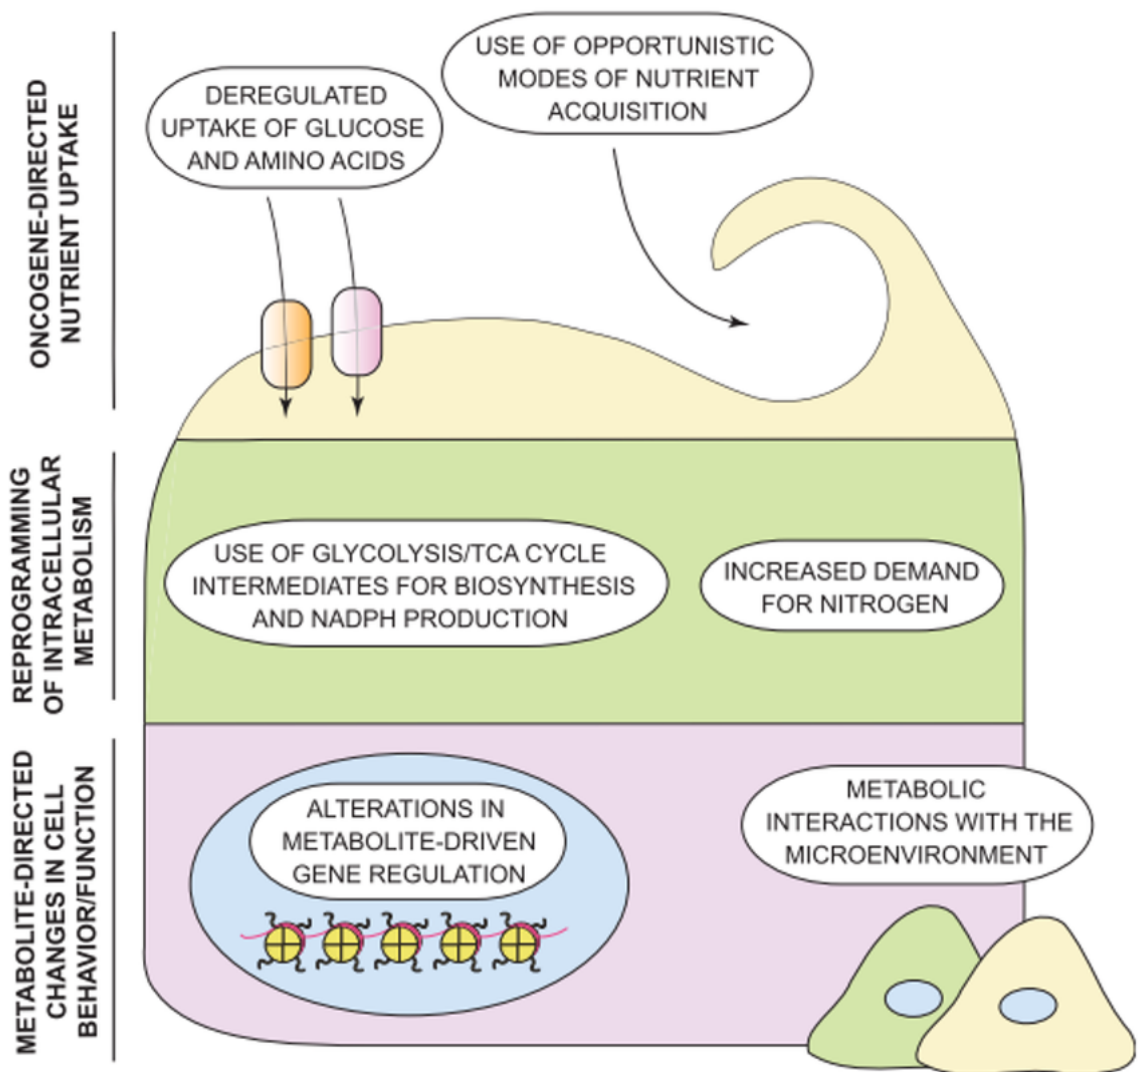 ONCOGENE-DIRECTED
NUTRIENT UPTAKE
DEREGULATED
UPTAKE OF GLUCOSE
AND AMINO ACIDS
USE OF OPPORTUNISTIC
MODES OF NUTRIENT
ACQUISITION
REPROGRAMMING
OF INTRACELLULAR
METABOLISM
USE OF GLYCOLYSIS/TCA CYCLE
INTERMEDIATES FOR BIOSYNTHESIS
AND NADPH PRODUCTION
INCREASED DEMAND
FOR NITROGEN
METABOLITE-DIRECTED
CHANGES IN CELL
BEHAVIOR/FUNCTION
ALTERATIONS IN
METABOLITE-DRIVEN
GENE REGULATION
METABOLIC
INTERACTIONS WITH THE
MICROENVIRONMENT